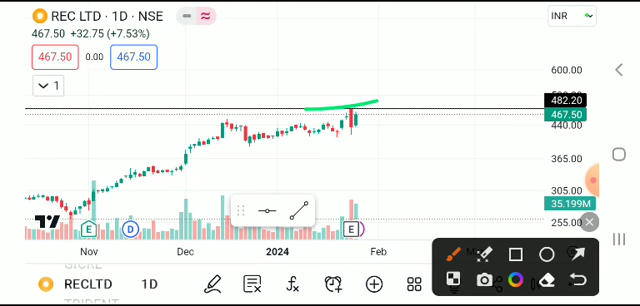 REC LTD · 1D · NSE
INR
467.50 +32.75 (+7.53%)
467.50 0.00 467.50
1
600.00
482.20
467.50
440.00
365.00
305.00
35.199M
255.00
E D E
Nov Dec 2024 Feb
RECLTD 1D
TRIDENT